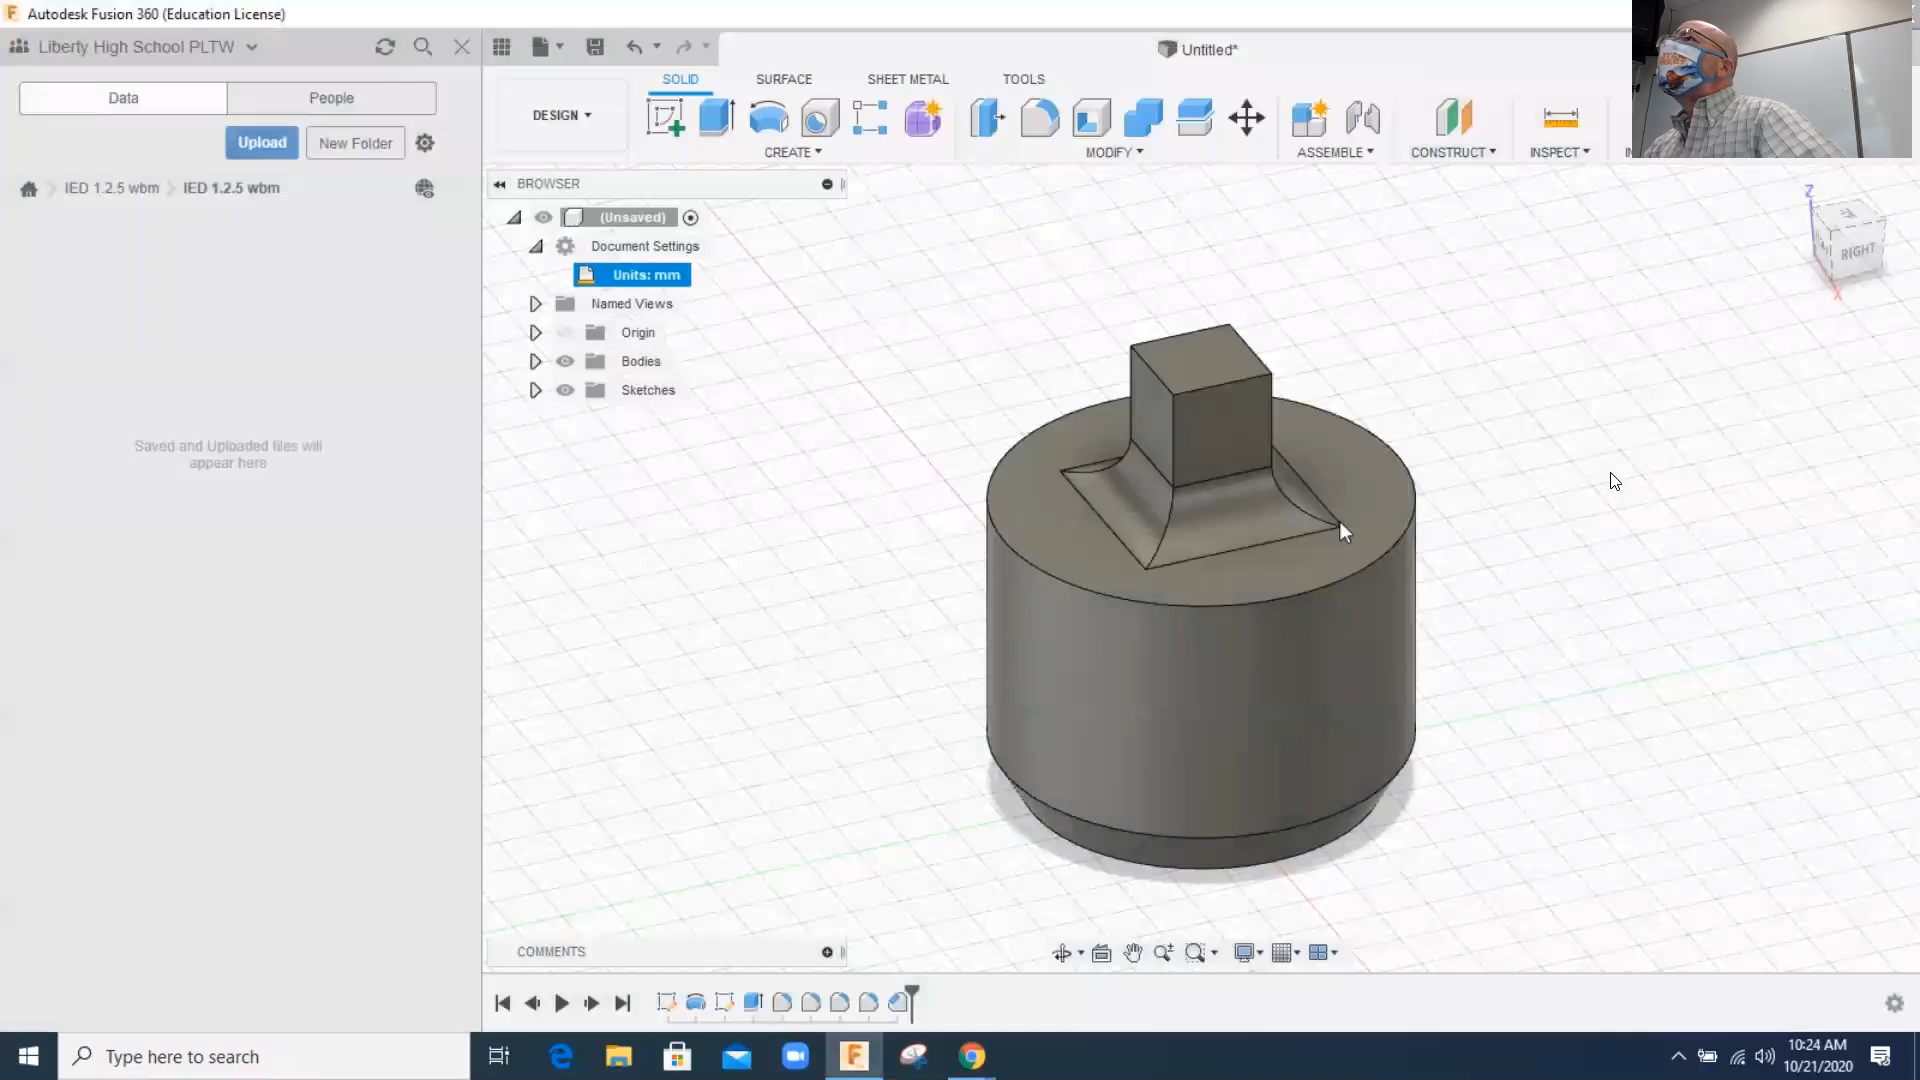 Autodesk Fusion 360 (Education License)
Liberty High School PLTW
Untitled*
Data
People
Upload
New Folder
IED 1.2.5 wbm
IED 1.2.5 wbm
Saved and Uploaded files will
appear here
SOLID
SURFACE
SHEET METAL
TOOLS
DESIGN
CREATE
MODIFY
ASSEMBLE
CONSTRUCT
INSPECT
BROWSER
(Unsaved)
Document Settings
Units: mm
Named Views
Origin
Bodies
Sketches
Z
RIGHT
X
COMMENTS
Type here to search
10:24 AM
10/21/2020